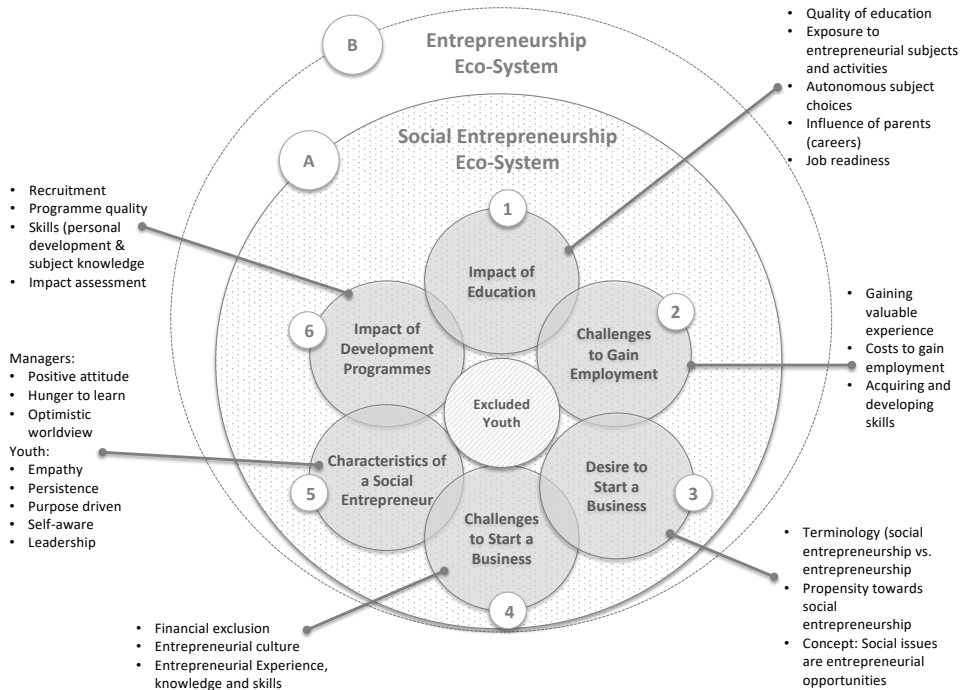 B
Entrepreneurship
Eco-System
A
Social Entrepreneurship
Eco-System
• Quality of education
• Exposure to
entrepreneurial subjects
and activities
• Autonomous subject
choices
• Influence of parents
(careers)
• Job readiness
• Recruitment
• Programme quality
• Skills (personal
development &
subject knowledge
• Impact assessment
1
Impact of
Education
2
Challenges
to Gain
Employment
• Gaining
valuable
experience
• Costs to gain
employment
• Acquiring and
developing
skills
6
Impact of
Development
Programmes
Excluded
Youth
Managers:
• Positive attitude
• Hunger to learn
• Optimistic
worldview
Youth:
• Empathy
• Persistence
• Purpose driven
• Self-aware
• Leadership
5
Characteristics of
a Social
Entrepreneur
Desire to
Start a
Business
3
Challenges
to Start a
Business
4
• Terminology (social
entrepreneurship vs.
entrepreneurship
• Propensity towards
social
entrepreneurship
• Concept: Social issues
are entrepreneurial
opportunities
• Financial exclusion
• Entrepreneurial culture
• Entrepreneurial Experience,
knowledge and skills